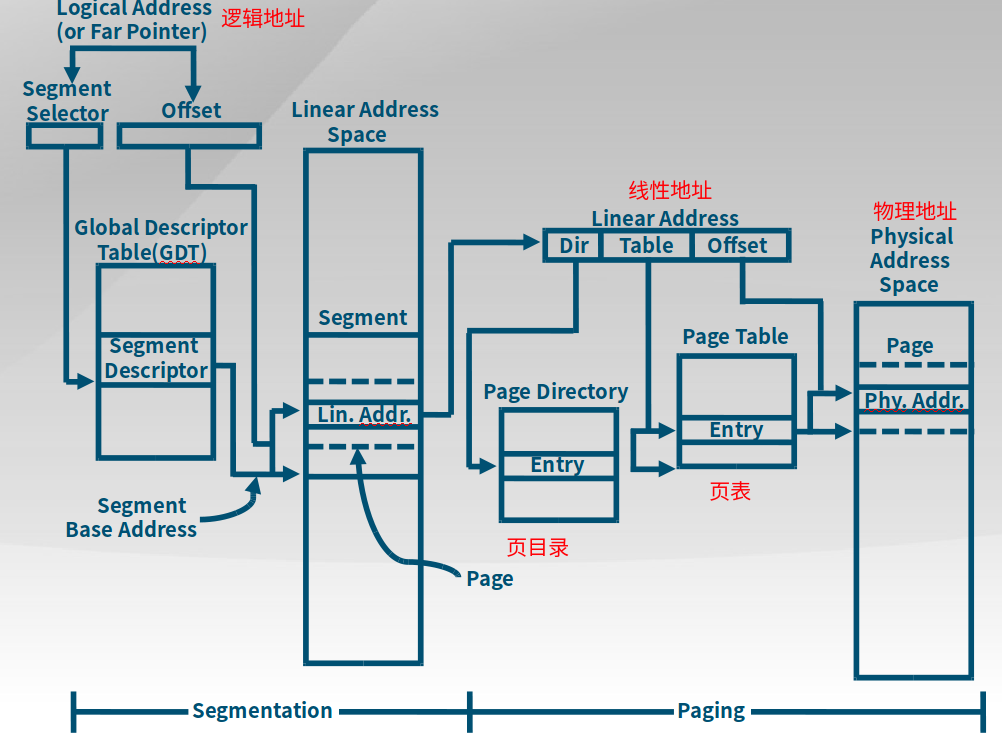 Logical Address
(or Far Pointer)
逻辑地址
Segment
Selector
Offset
Linear Address
Space
Global Descriptor
Table(GDT)
Segment
Descriptor
Segment
Base Address
Segment
Lin. Addr.
Page
线性地址
Linear Address
Dir
Table
Offset
Page Directory
Entry
页目录
Page Table
Entry
页表
物理地址
Physical
Address
Space
Page
Phy. Addr.
Segmentation
Paging